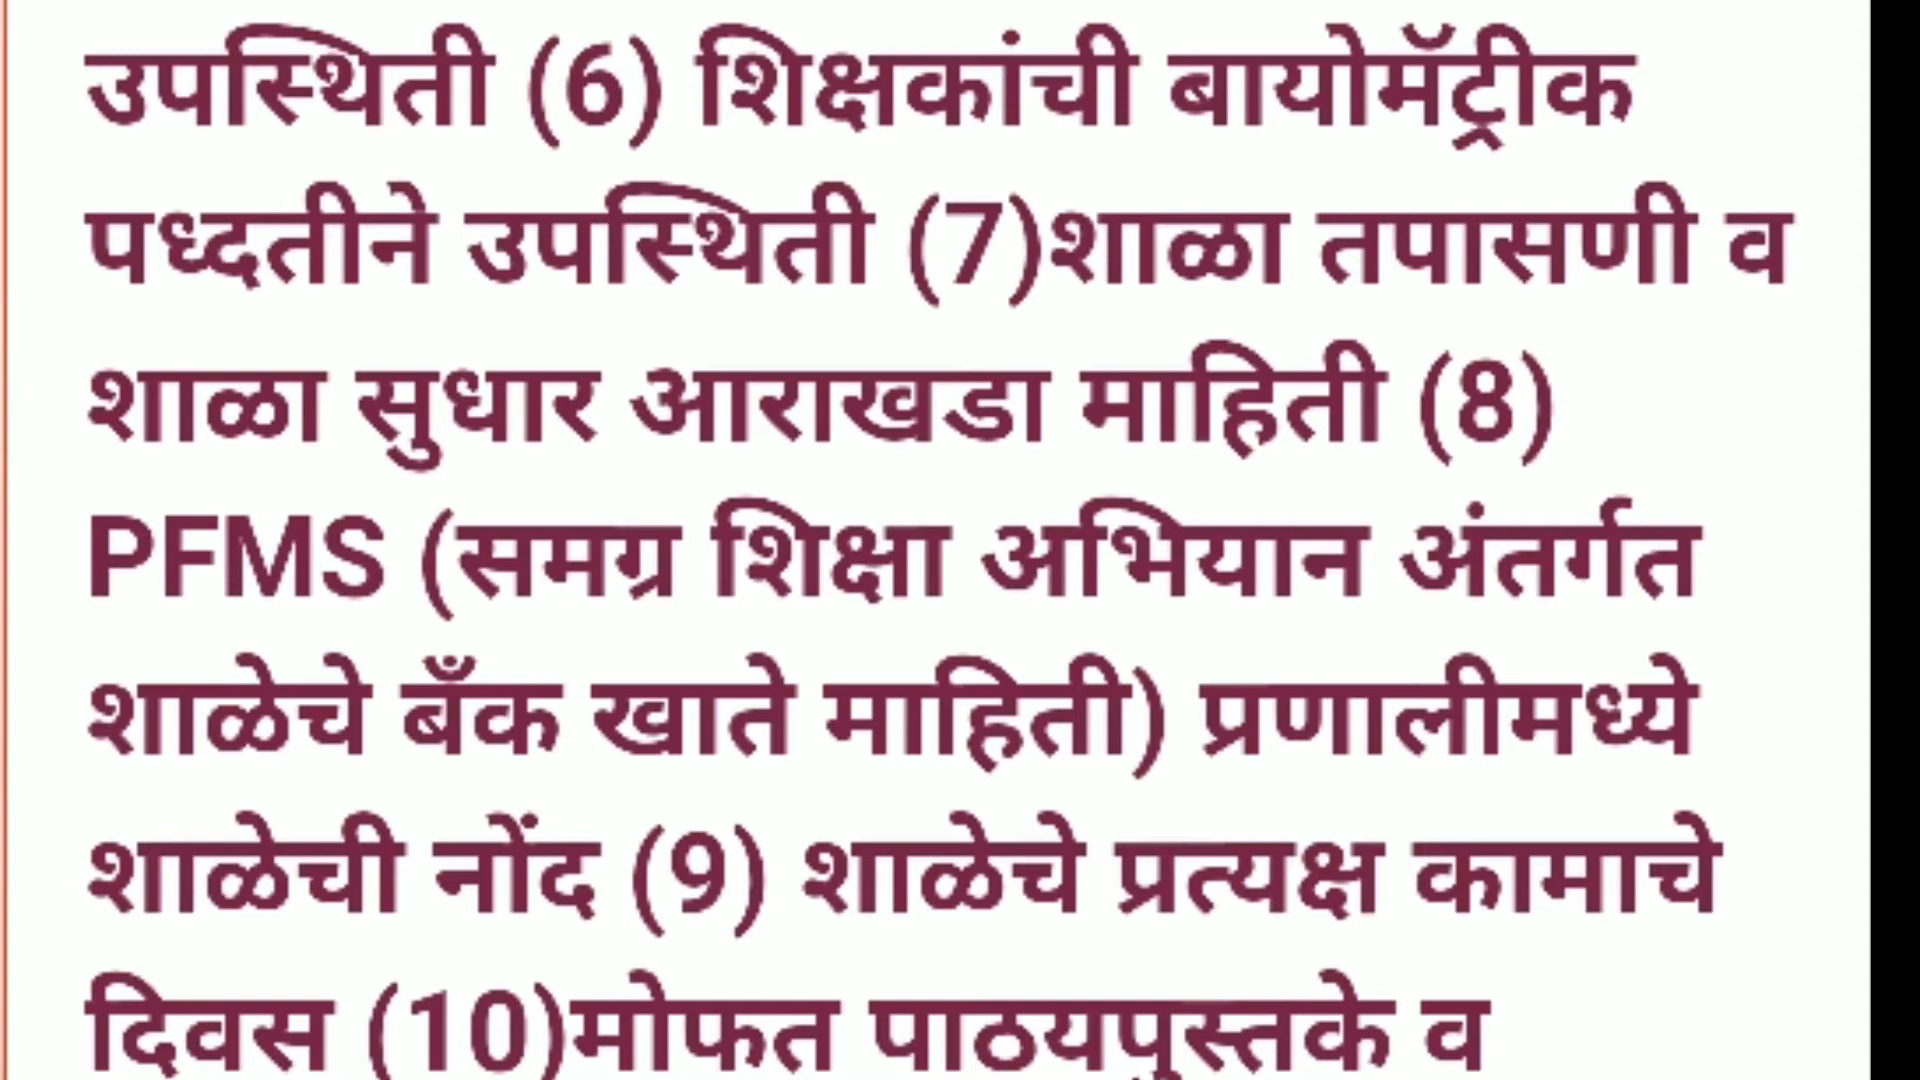 उपस्थिती (6) शिक्षकांची बायोमॅट्रीक
पध्दतीने उपस्थिती (7)शाळा तपासणी व
शाळा सुधार आराखडा माहिती (8)
PFMS (समग्र शिक्षा अभियान अंतर्गत
शाळेचे बॅंक खाते माहिती) प्रणालीमध्ये
शाळेची नोंद (9) शाळेचे प्रत्यक्ष कामाचे
दिवस (10)मोफत पाठयपुस्तके व